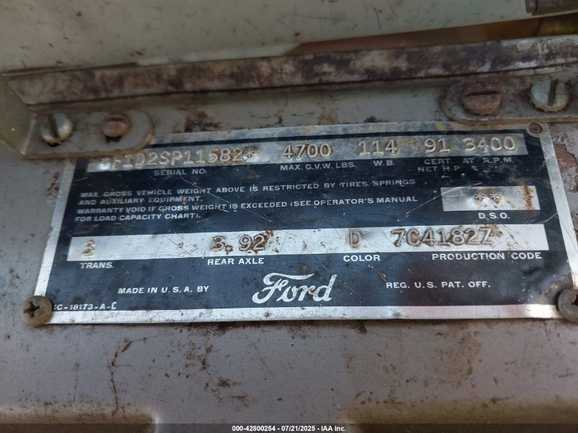 4700 114 91 3400
SERIAL NO. MAX. G.V.W. LBS. W.B. CERT. NET H.P. AT R.P.M.
MAX. GROSS VEHICLE WEIGHT ABOVE IS RESTRICTED BY TIRES SPRINGS
AND AUXILIARY EQUIPMENT.
WARRANTY VOID IF GROSS WEIGHT IS EXCEEDED (SEE OPERATOR'S MANUAL
FOR LOAD CAPACITY CHART).
D.S.O.
3.92 D
TRANS. REAR AXLE COLOR PRODUCTION CODE
MADE IN U.S.A. BY Ford REG. U.S. PAT. OFF.
000-42800254 - 07/21/2025 - IAA Inc.